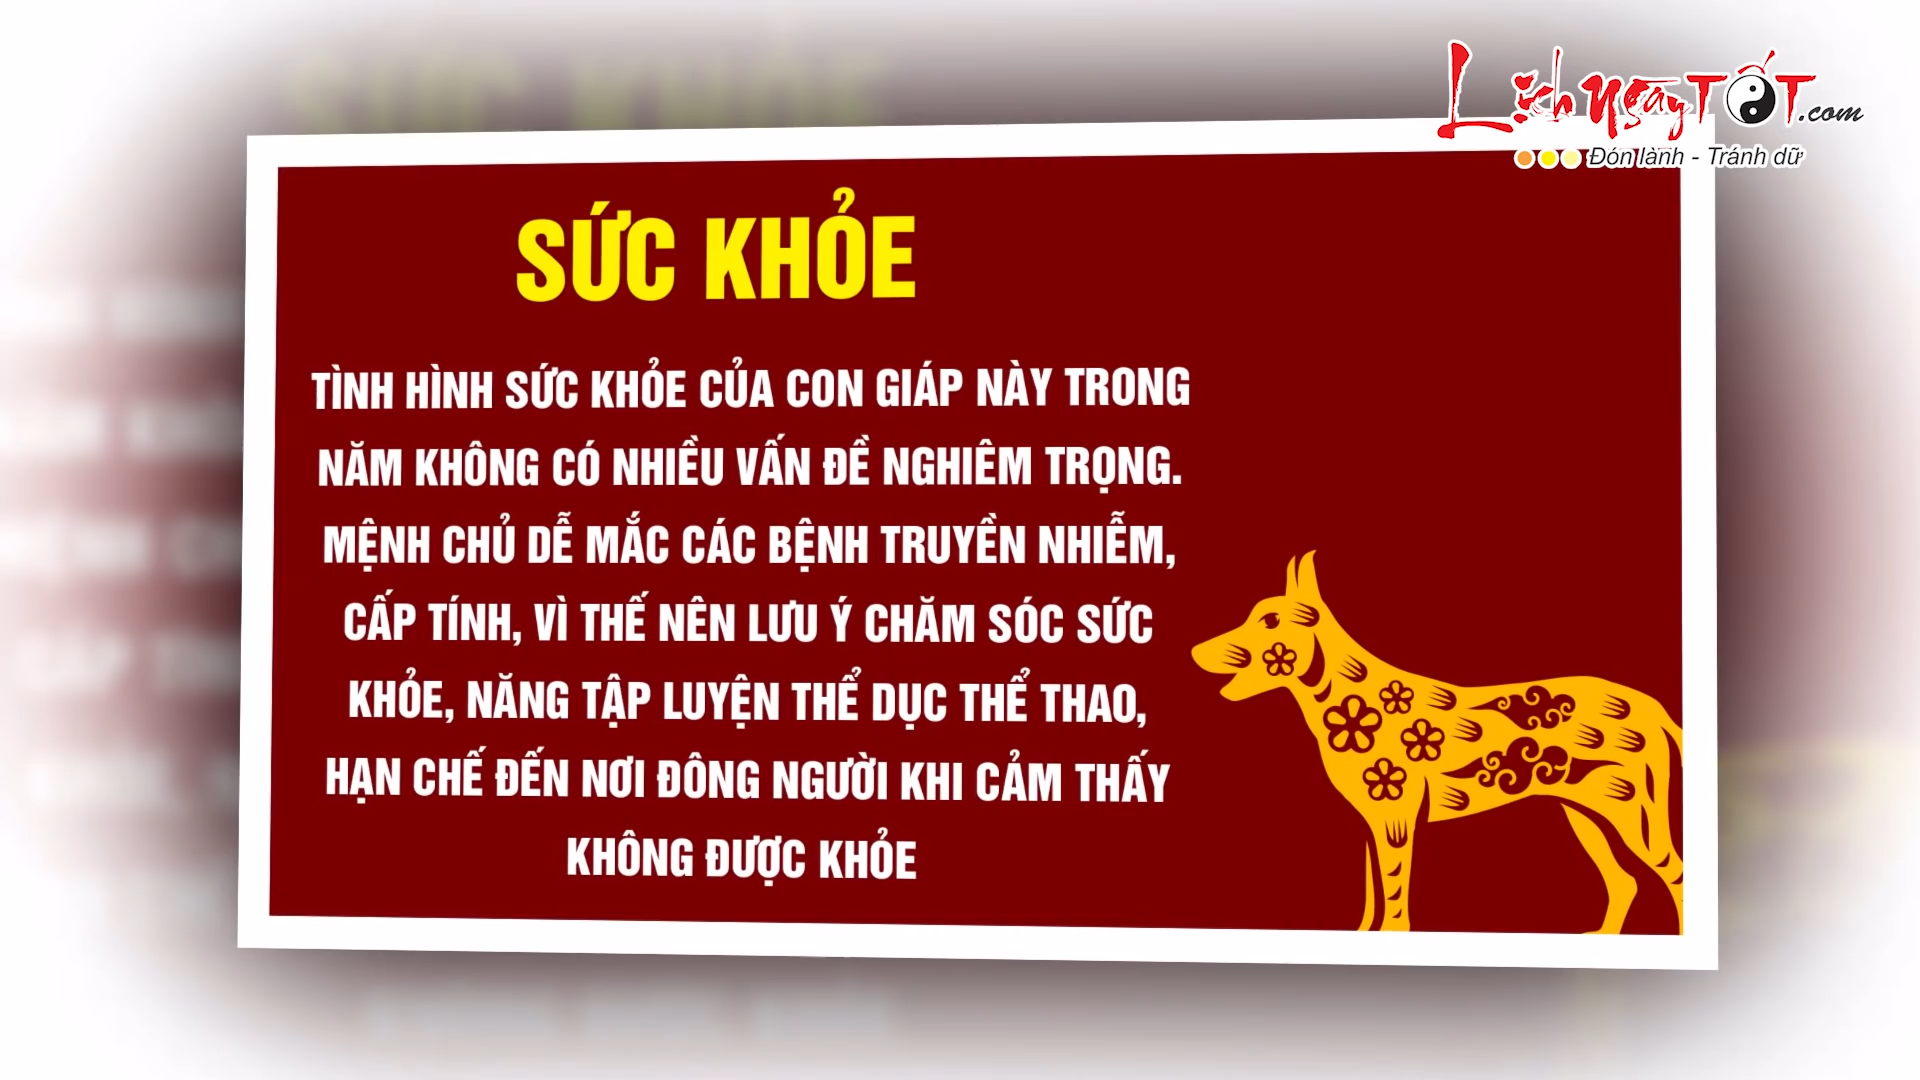 Lịch Ngày TỐT.com
Đón lành - Tránh dữ
SỨC KHỎE
TÌNH HÌNH SỨC KHỎE CỦA CON GIÁP NÀY TRONG
NĂM KHÔNG CÓ NHIỀU VẤN ĐỀ NGHIÊM TRỌNG.
MỆNH CHỦ DỄ MẮC CÁC BỆNH TRUYỀN NHIỄM,
CẤP TÍNH, VÌ THẾ NÊN LƯU Ý CHĂM SÓC SỨC
KHỎE, NĂNG TẬP LUYỆN THỂ DỤC THỂ THAO,
HẠN CHẾ ĐẾN NƠI ĐÔNG NGƯỜI KHI CẢM THẤY
KHÔNG ĐƯỢC KHỎE